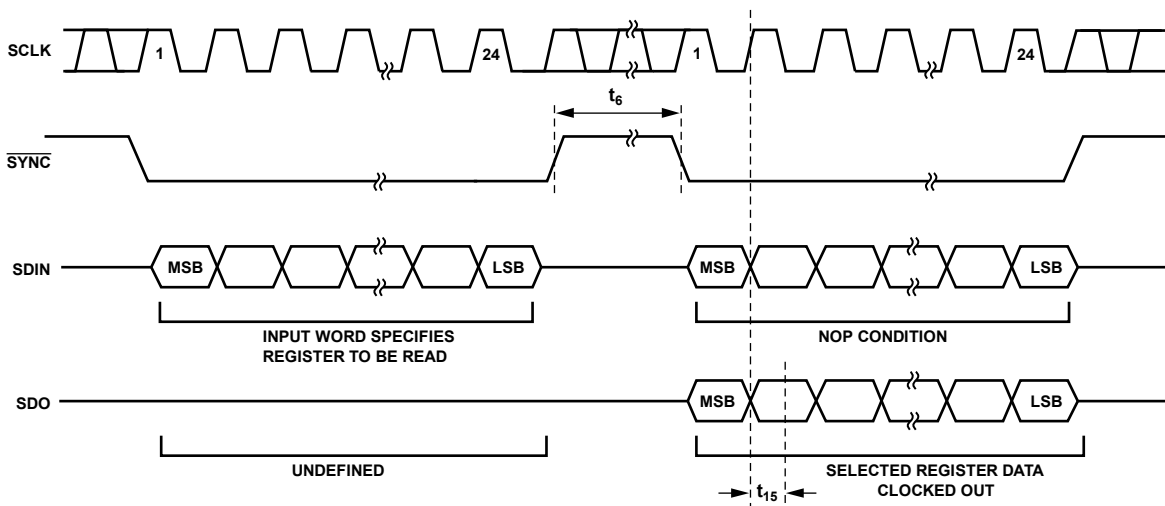 SCLK
1
24
1
24
t6
SYNC
SDIN
MSB
LSB
MSB
LSB
INPUT WORD SPECIFIES
REGISTER TO BE READ
NOP CONDITION
SDO
MSB
LSB
UNDEFINED
SELECTED REGISTER DATA
CLOCKED OUT
t15